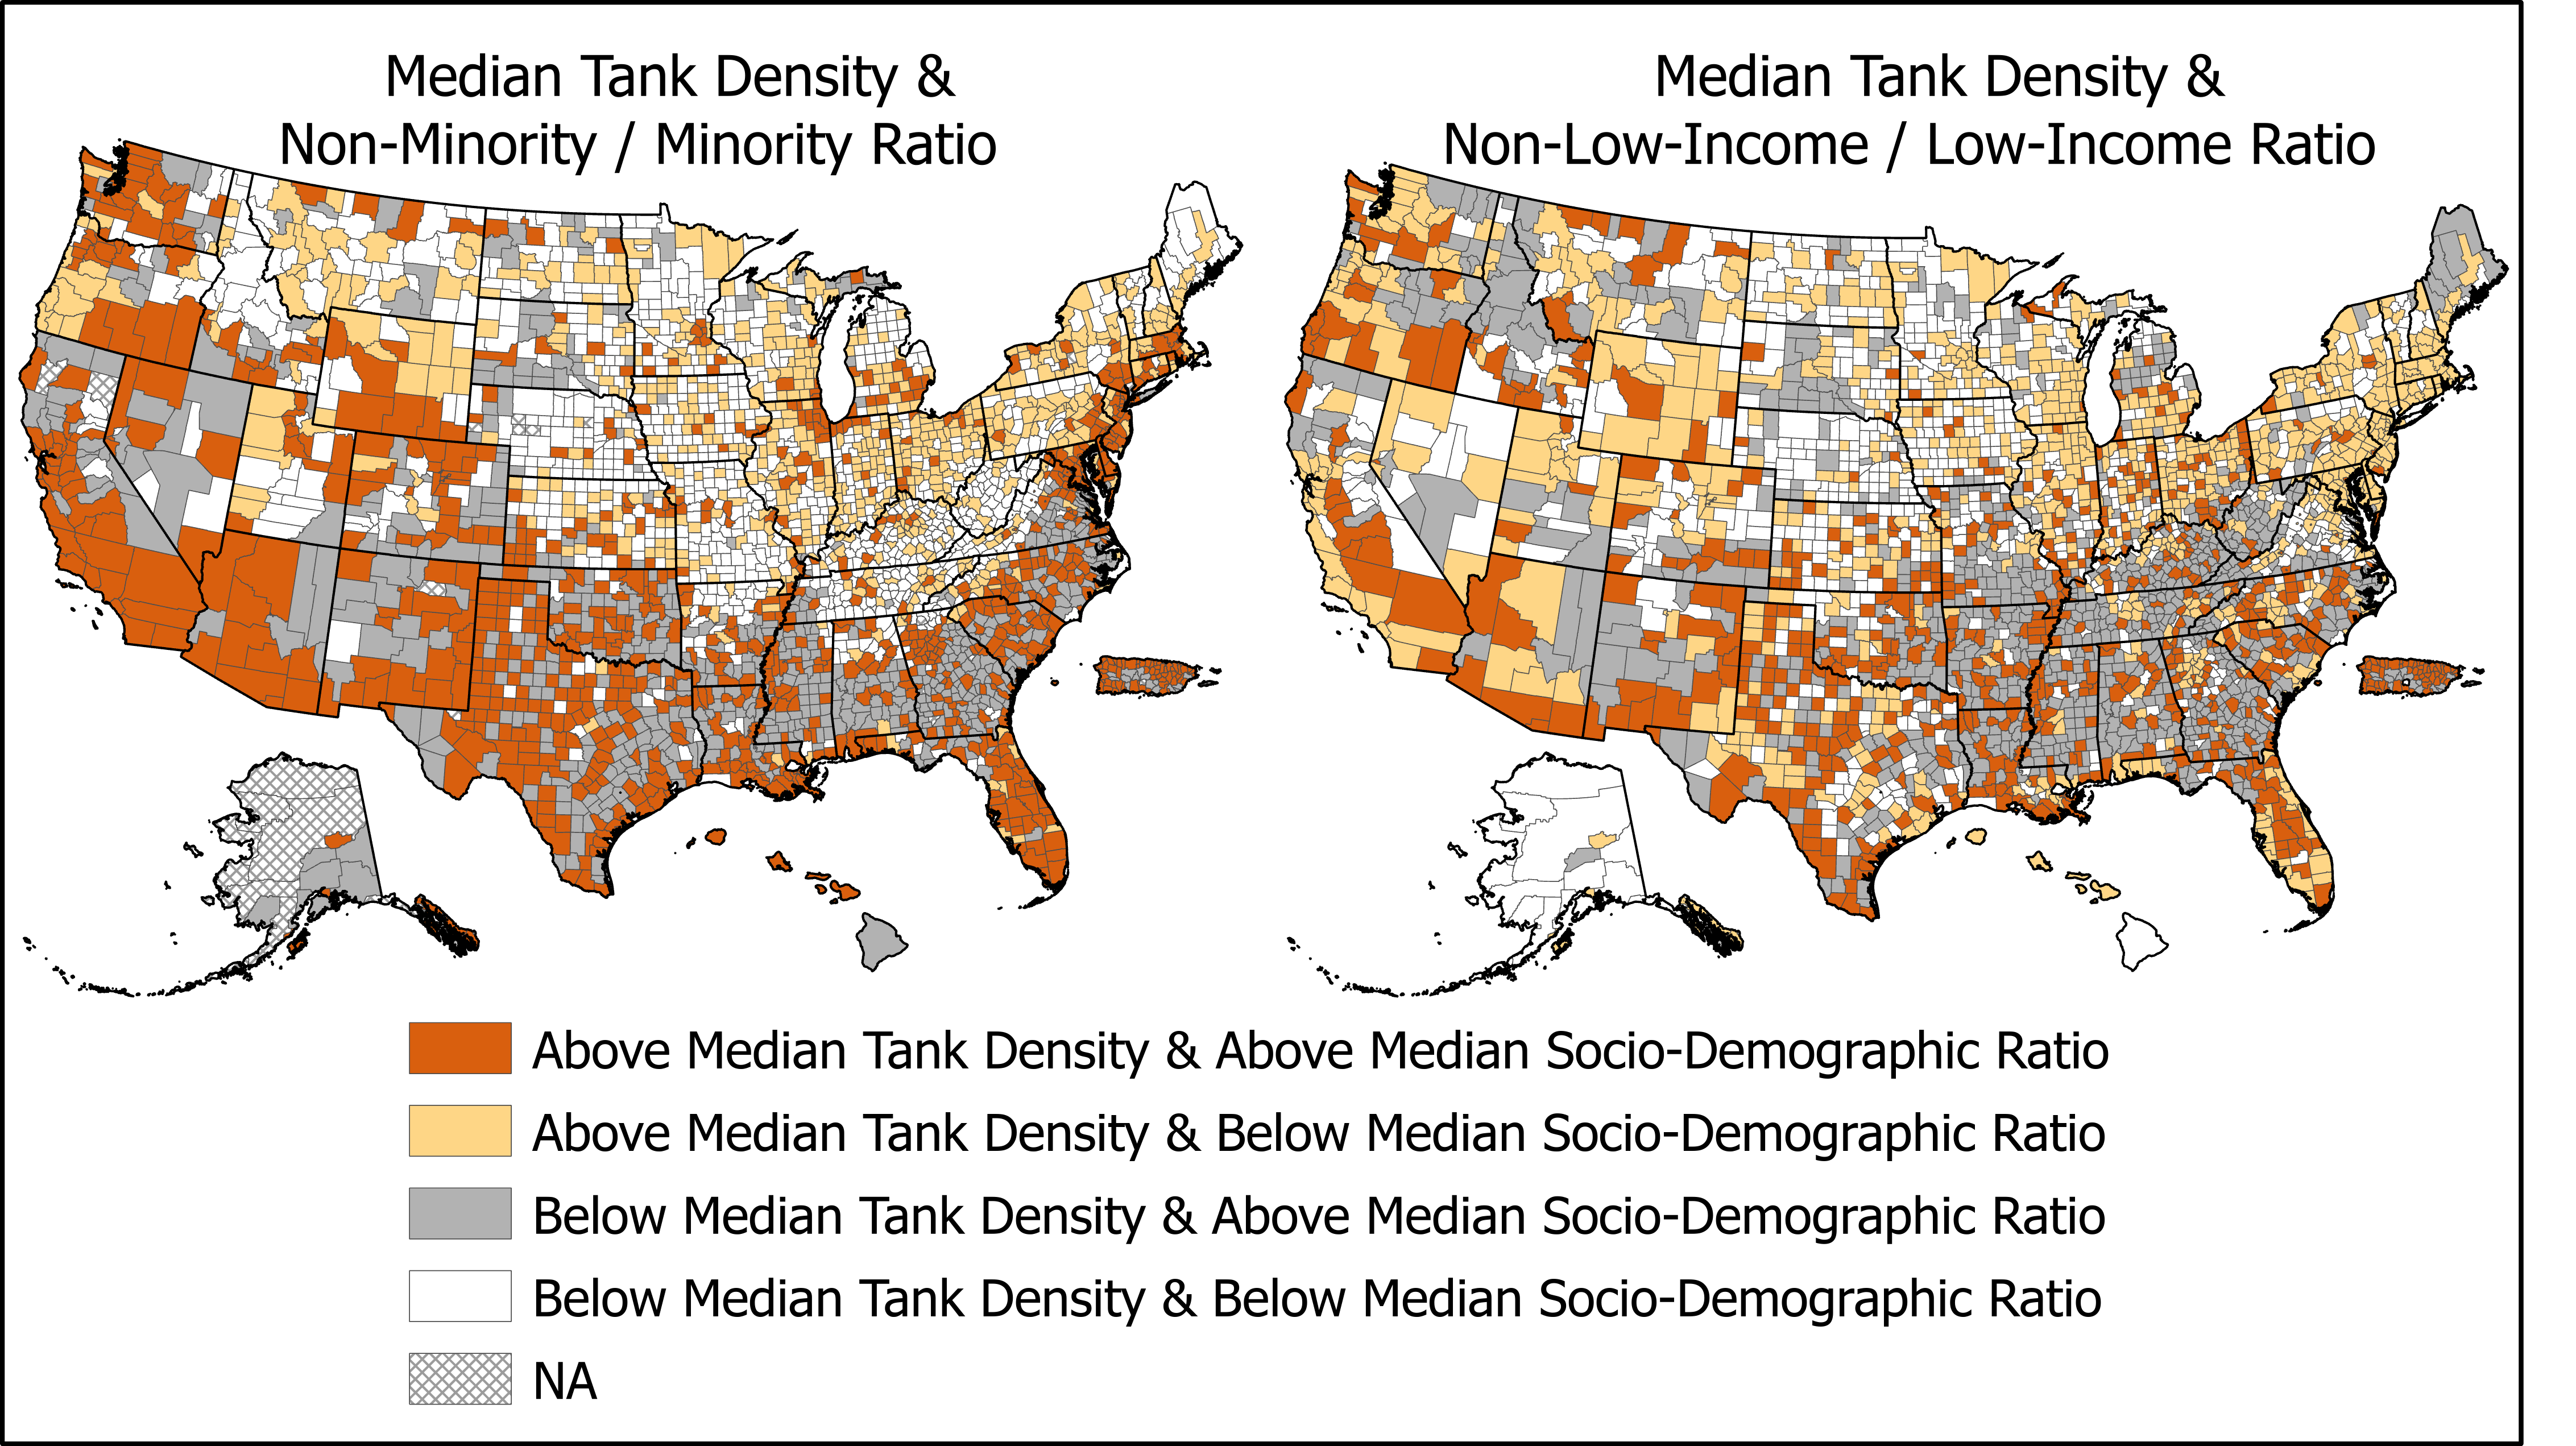 Median Tank Density &
Non-Minority / Minority Ratio
Median Tank Density &
Non-Low-Income / Low-Income Ratio
Above Median Tank Density & Above Median Socio-Demographic Ratio
Above Median Tank Density & Below Median Socio-Demographic Ratio
Below Median Tank Density & Above Median Socio-Demographic Ratio
Below Median Tank Density & Below Median Socio-Demographic Ratio
NA